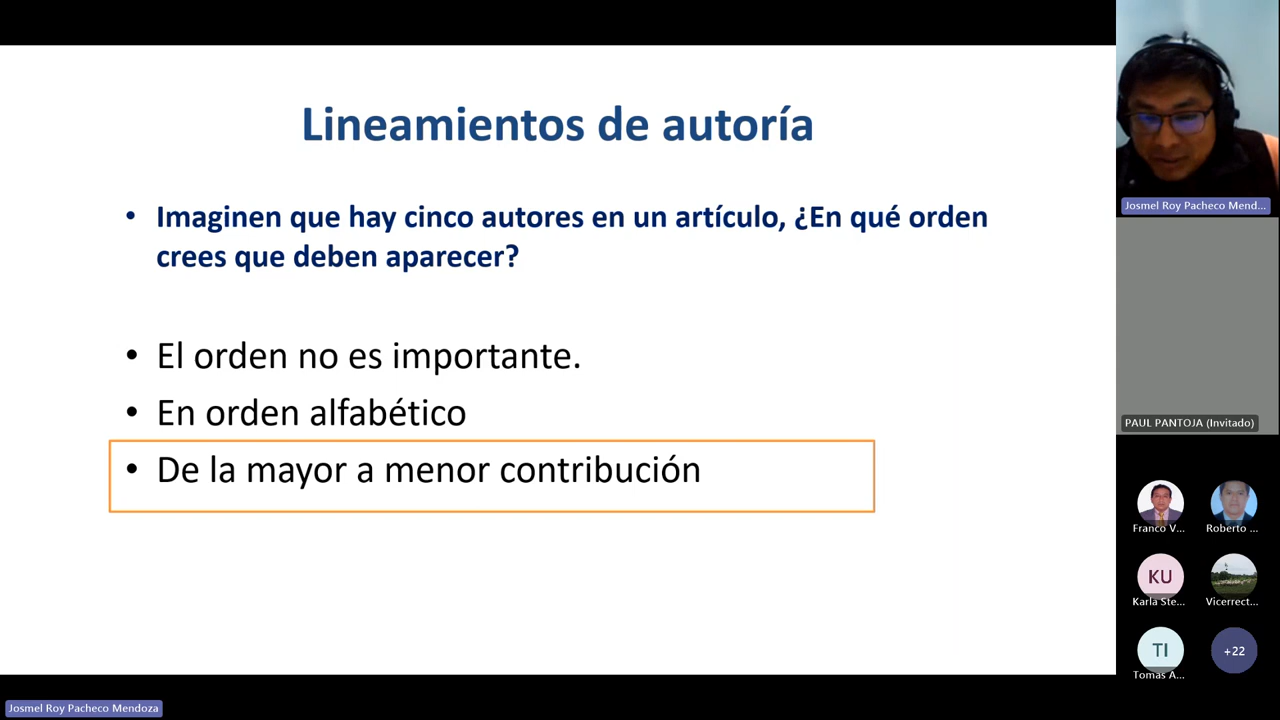 Lineamientos de autoría
• Imaginen que hay cinco autores en un artículo, ¿En qué orden
crees que deben aparecer?
• El orden no es importante.
• En orden alfabético
• De la mayor a menor contribución
Josmel Roy Pacheco Mend...
PAUL PANTOJA (Invitado)
Franco V...
Roberto ...
KU
Karla Ste...
Vicerrect...
TI
Tomas A...
+22
Josmel Roy Pacheco Mendoza